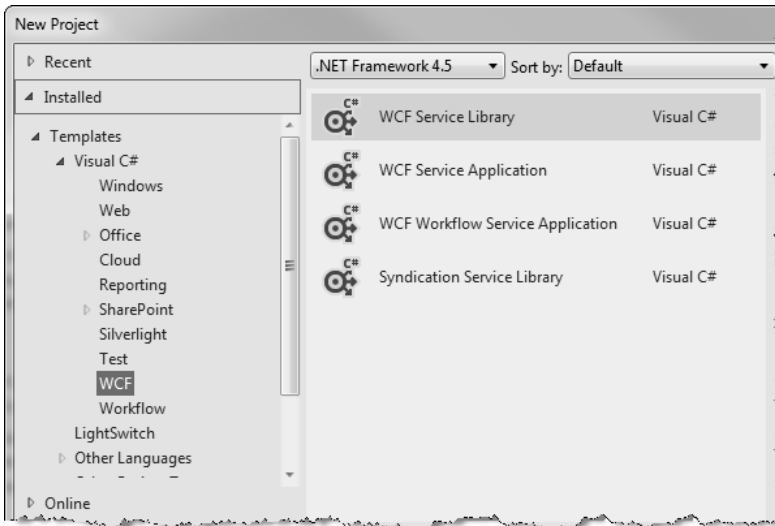 New Project
Recent
Installed
Templates
Visual C#
Windows
Web
Office
Cloud
Reporting
SharePoint
Silverlight
Test
WCF
Workflow
LightSwitch
Other Languages
Online
.NET Framework 4.5 Sort by: Default
C#
WCF Service Library Visual C#
C#
WCF Service Application Visual C#
C#
WCF Workflow Service Application Visual C#
C#
Syndication Service Library Visual C#